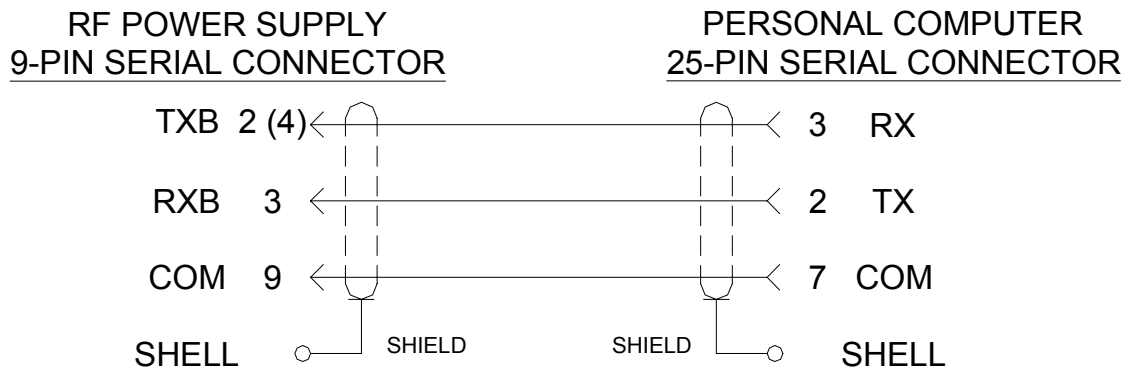 RF POWER SUPPLY
9-PIN SERIAL CONNECTOR
PERSONAL COMPUTER
25-PIN SERIAL CONNECTOR
TXB 2 (4) 3 RX
RXB 3 2 TX
COM 9 7 COM
SHELL SHIELD SHIELD SHELL